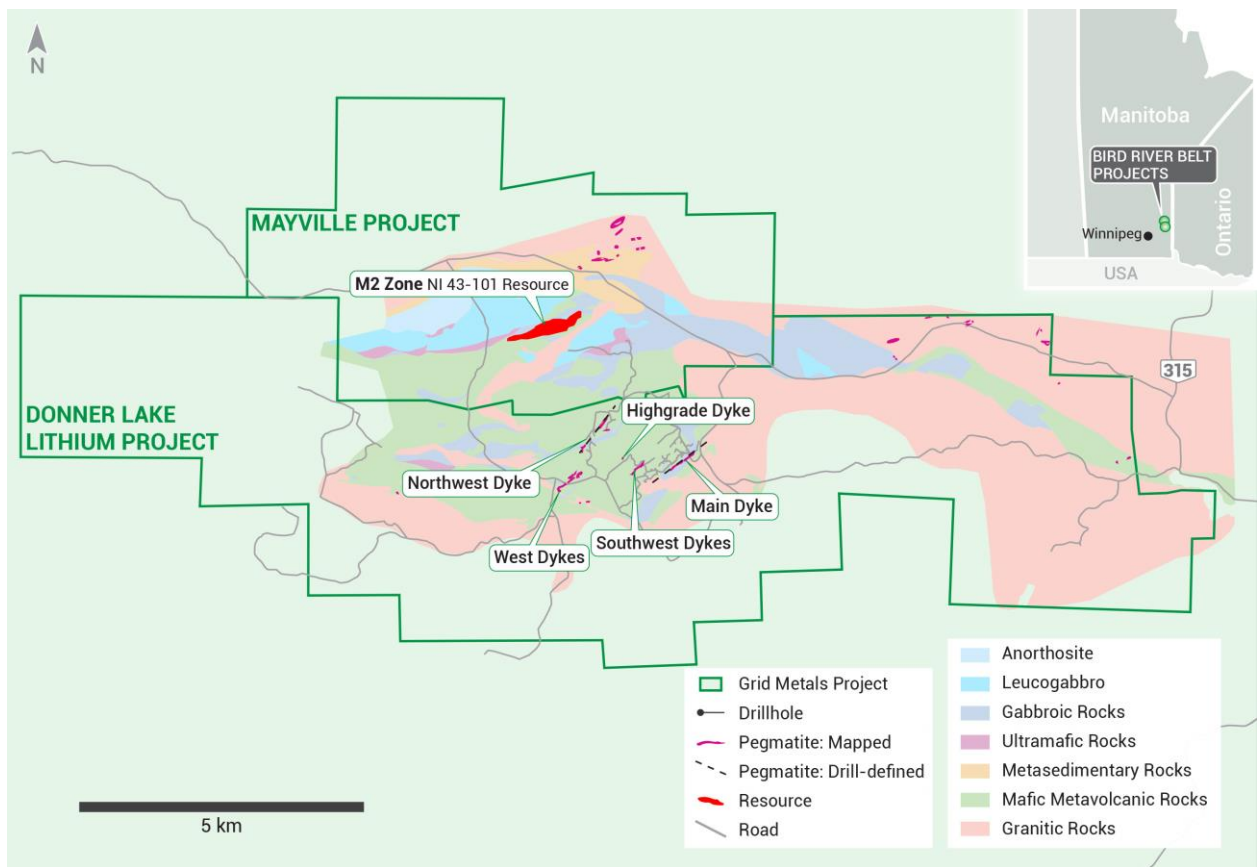 N
Manitoba
BIRD RIVER BELT
PROJECTS
Ontario
Winnipeg
USA
MAYVILLE PROJECT
M2 Zone NI 43-101 Resource
315
DONNER LAKE
LITHIUM PROJECT
Highgrade Dyke
Northwest Dyke
Main Dyke
West Dykes
Southwest Dykes
Grid Metals Project
Drillhole
Pegmatite: Mapped
Pegmatite: Drill-defined
Resource
Road
Anorthosite
Leucogabbro
Gabbroic Rocks
Ultramafic Rocks
Metasedimentary Rocks
Mafic Metavolcanic Rocks
Granitic Rocks
5 km